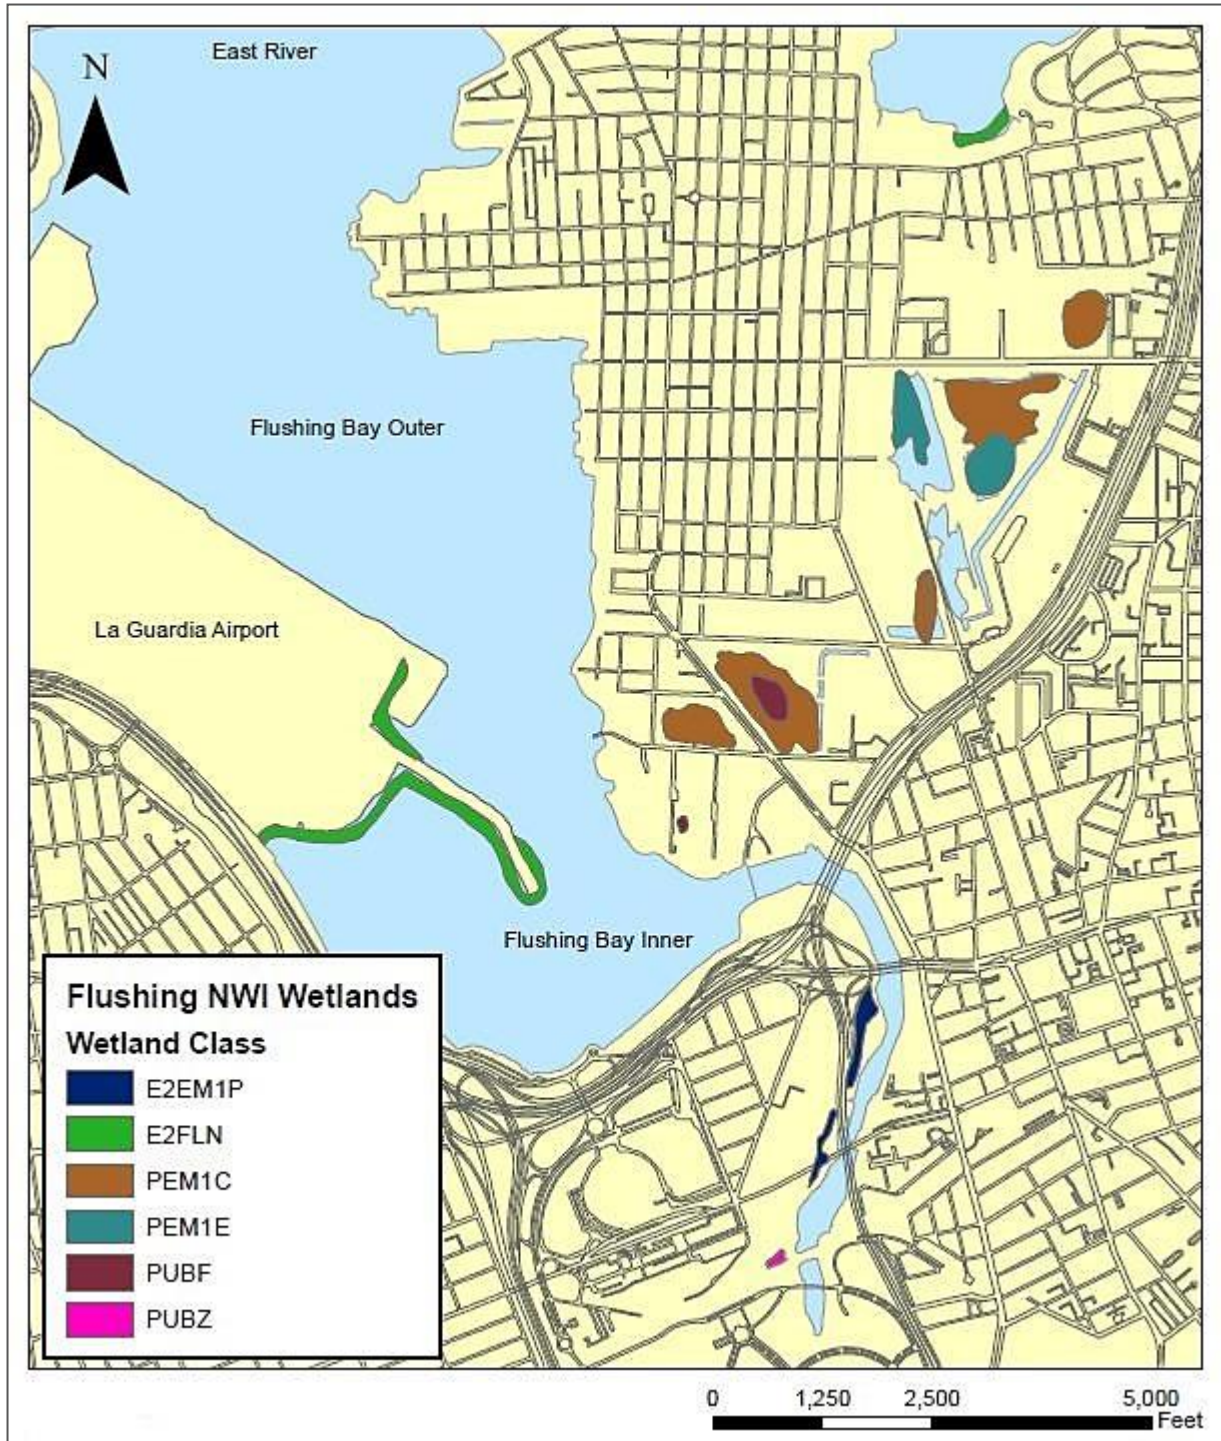 East River
N
Flushing Bay Outer
La Guardia Airport
Flushing Bay Inner
Flushing NWI Wetlands
Wetland Class
E2EM1P
E2FLN
PEM1C
PEM1E
PUBF
PUBZ
0 1,250 2,500 5,000
Feet